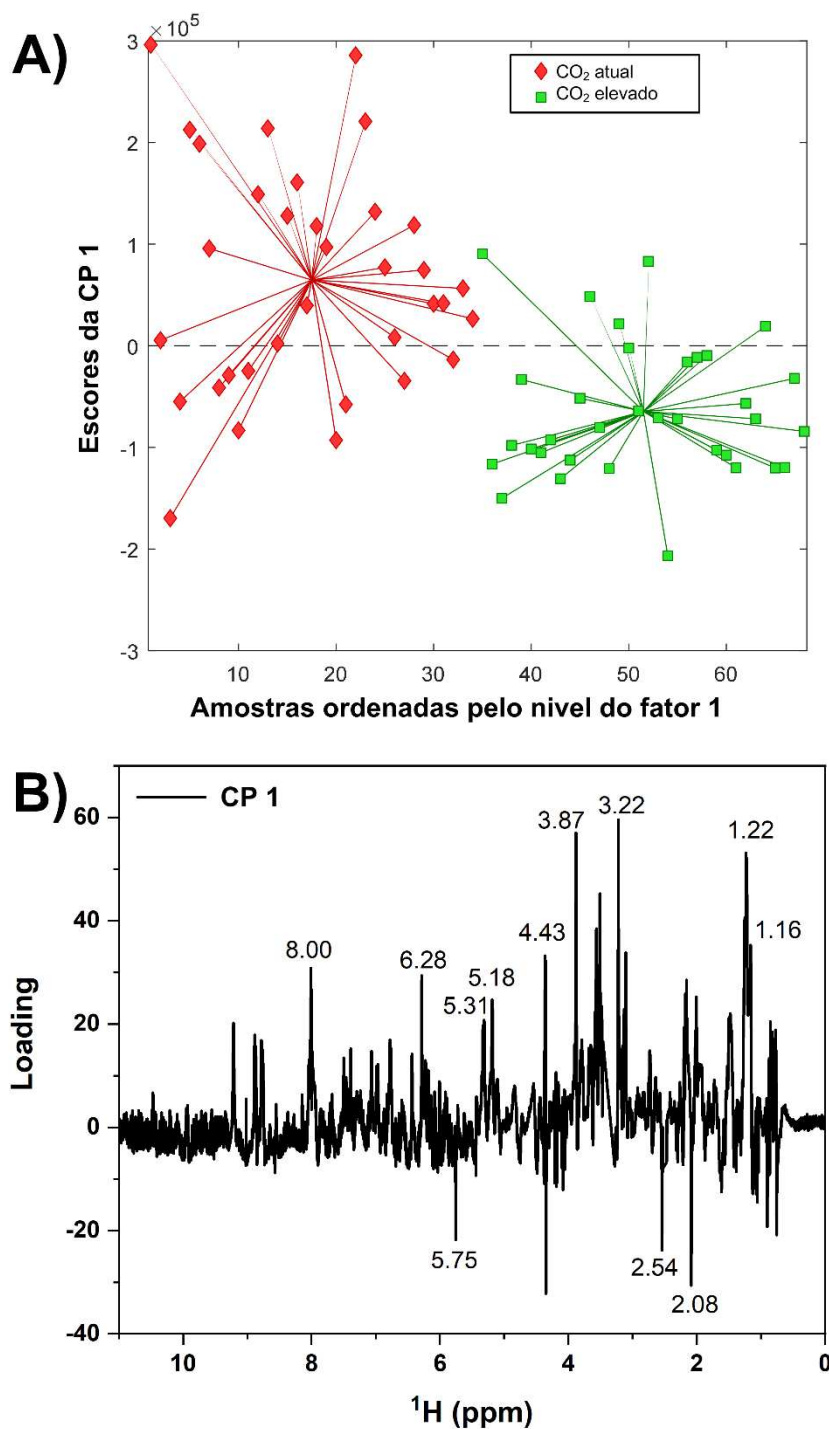 A)
× 10⁵
CO₂ atual
CO₂ elevado
3
2
1
0
-1
-2
-3
Escores da CP 1
10 20 30 40 50 60
Amostras ordenadas pelo nivel do fator 1
B)
CP 1
60
40
20
0
-20
-40
Loading
3.87
3.22
1.22
1.16
8.00
6.28
5.31
5.18
4.43
5.75
2.54
2.08
10 8 6 4 2 0
¹H (ppm)